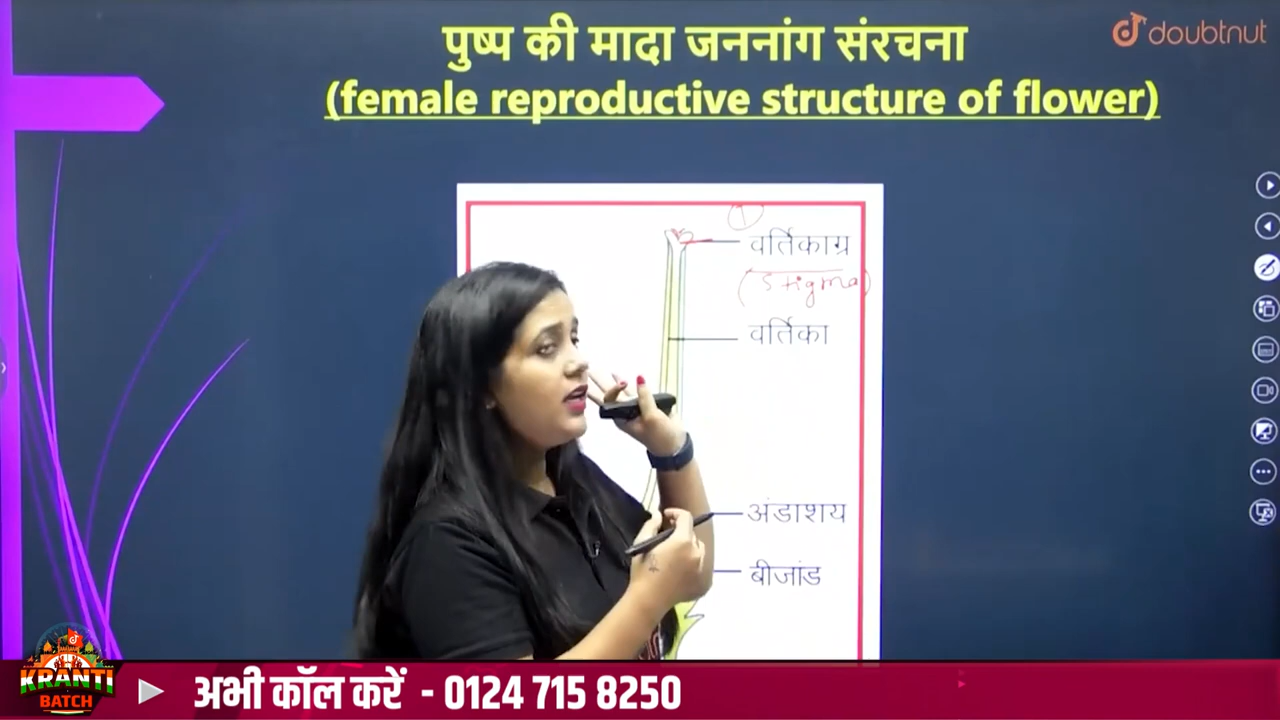 पुष्प की मादा जननांग संरचना
(female reproductive structure of flower)
doubtnut
1
वर्तिकाग्र
(Stigma)
वर्तिका
अंडाशय
बीजांड
KRANTI
BATCH
अभी कॉल करें - 0124 715 8250